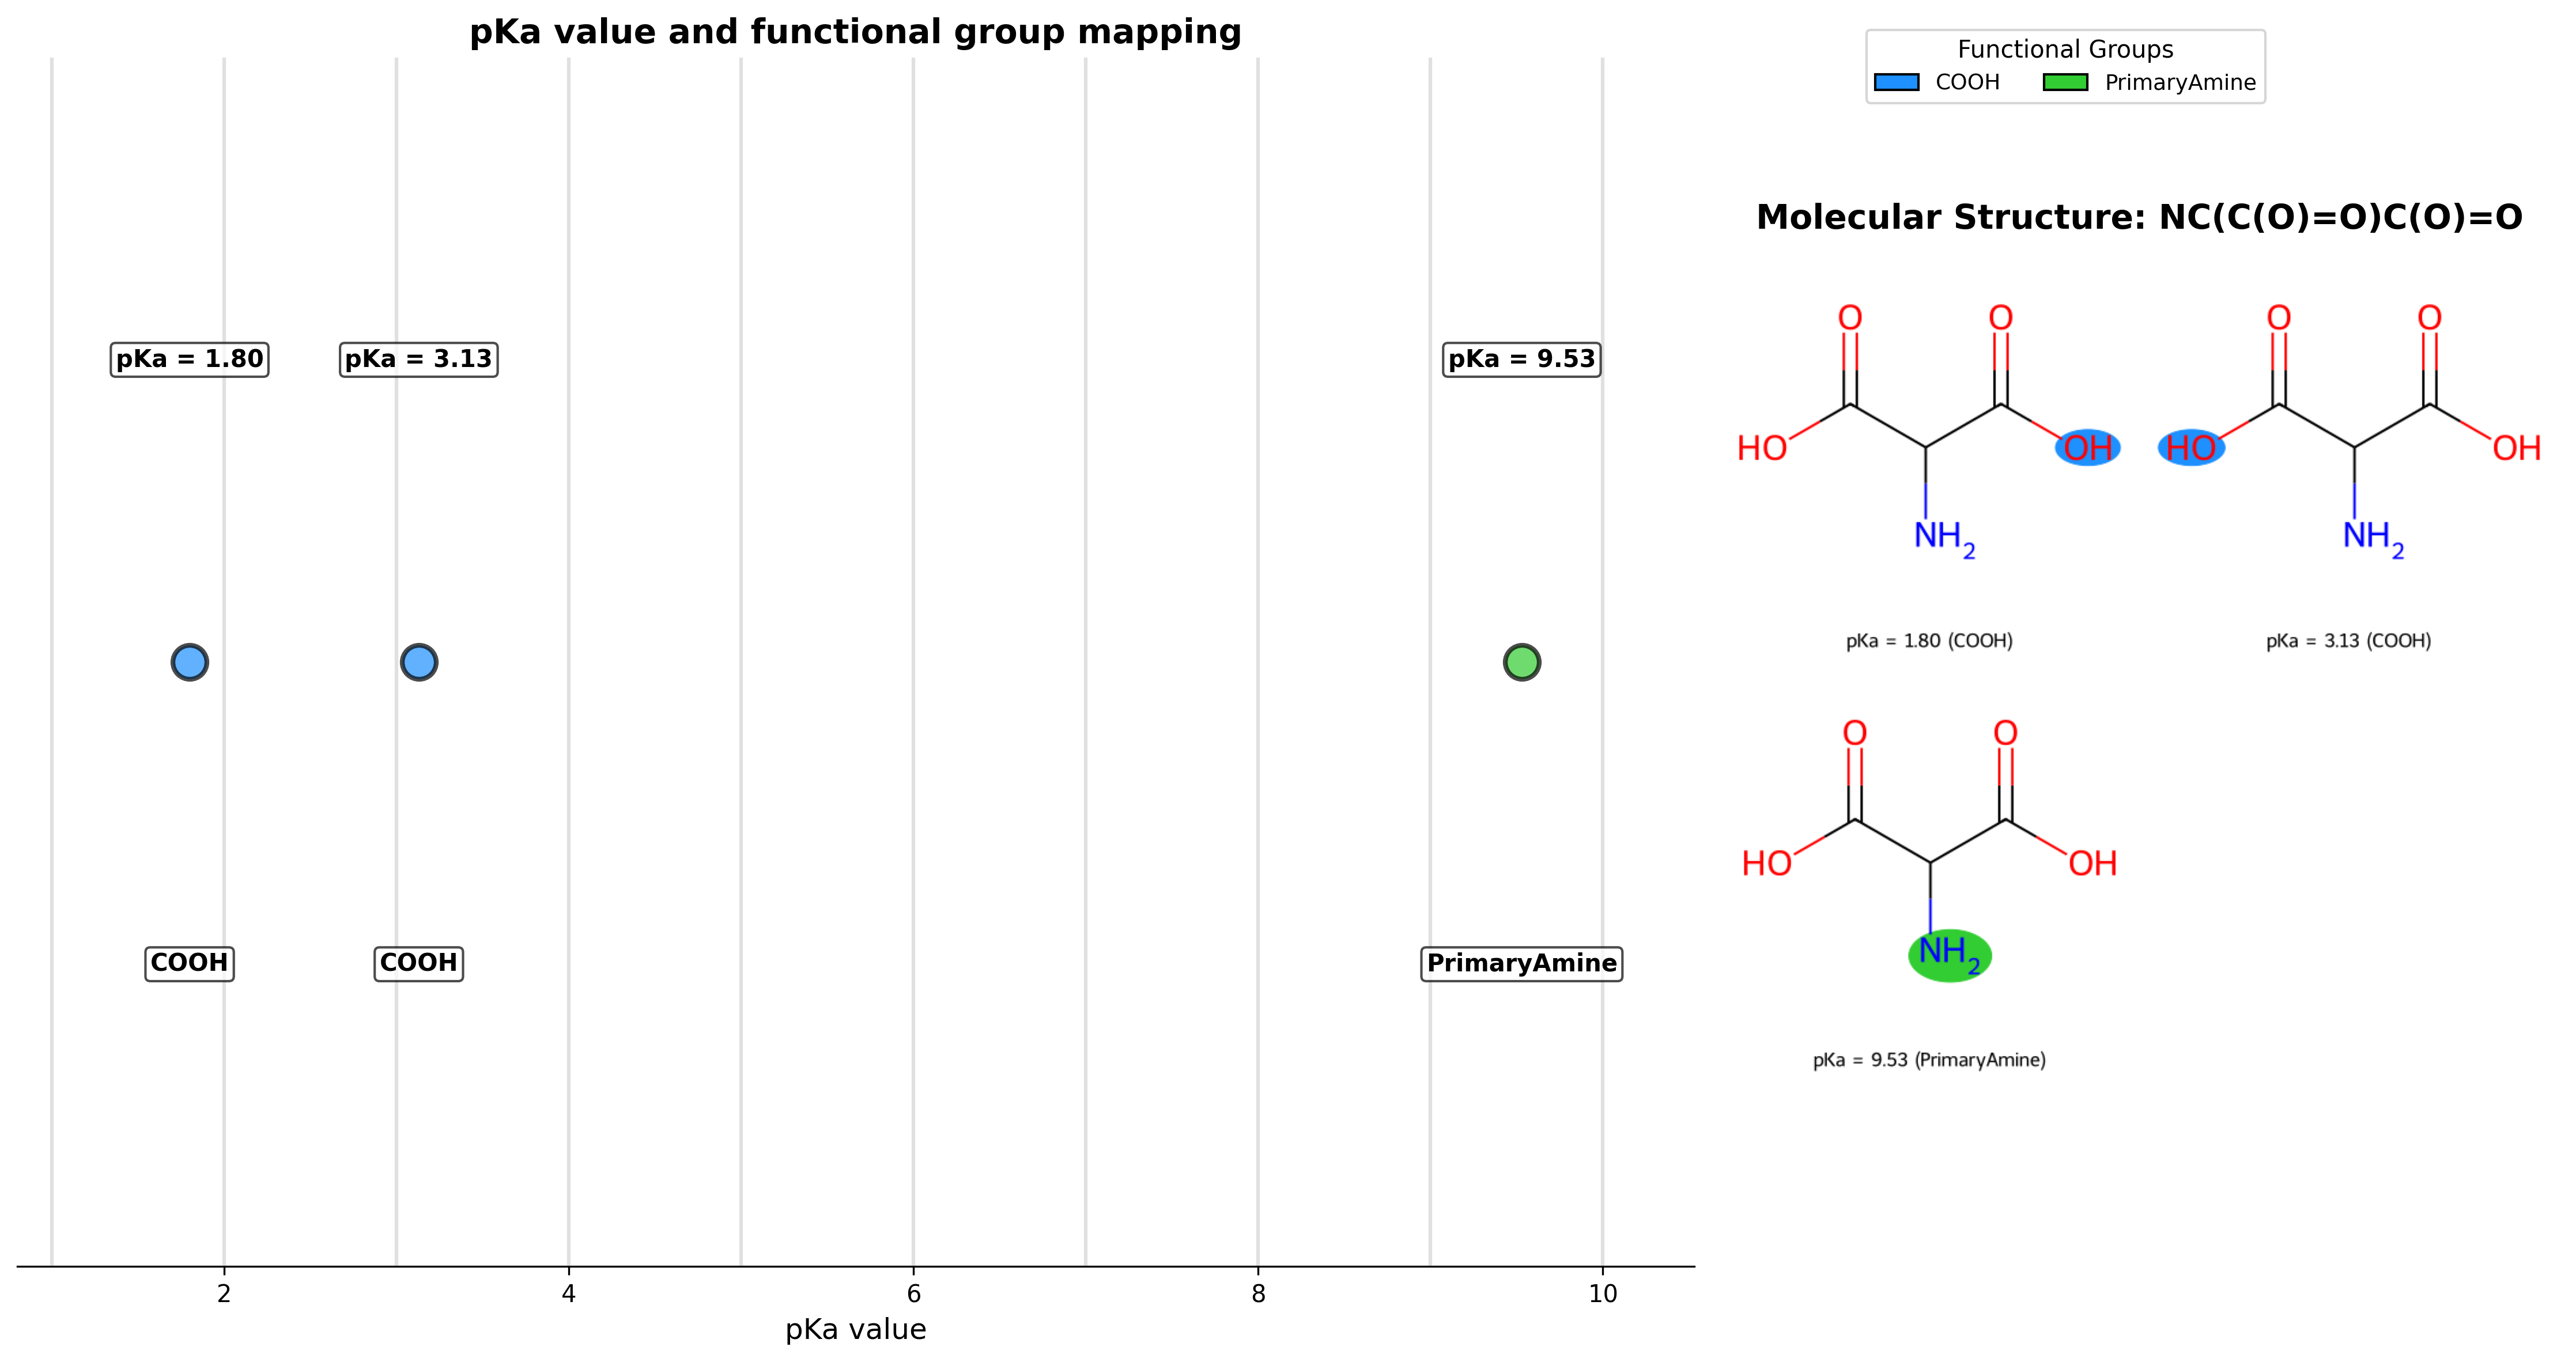 pKa value and functional group mapping
pKa = 1.80
pKa = 3.13
pKa = 9.53
COOH
COOH
PrimaryAmine
2
4
6
8
10
pKa value
Functional Groups
COOH
PrimaryAmine
Molecular Structure: NC(C(O)=O)C(O)=O
O
O
HO
OH
NH2
O
O
HO
OH
NH2
pKa = 1.80 (COOH)
pKa = 3.13 (COOH)
O
O
HO
OH
NH2
pKa = 9.53 (PrimaryAmine)